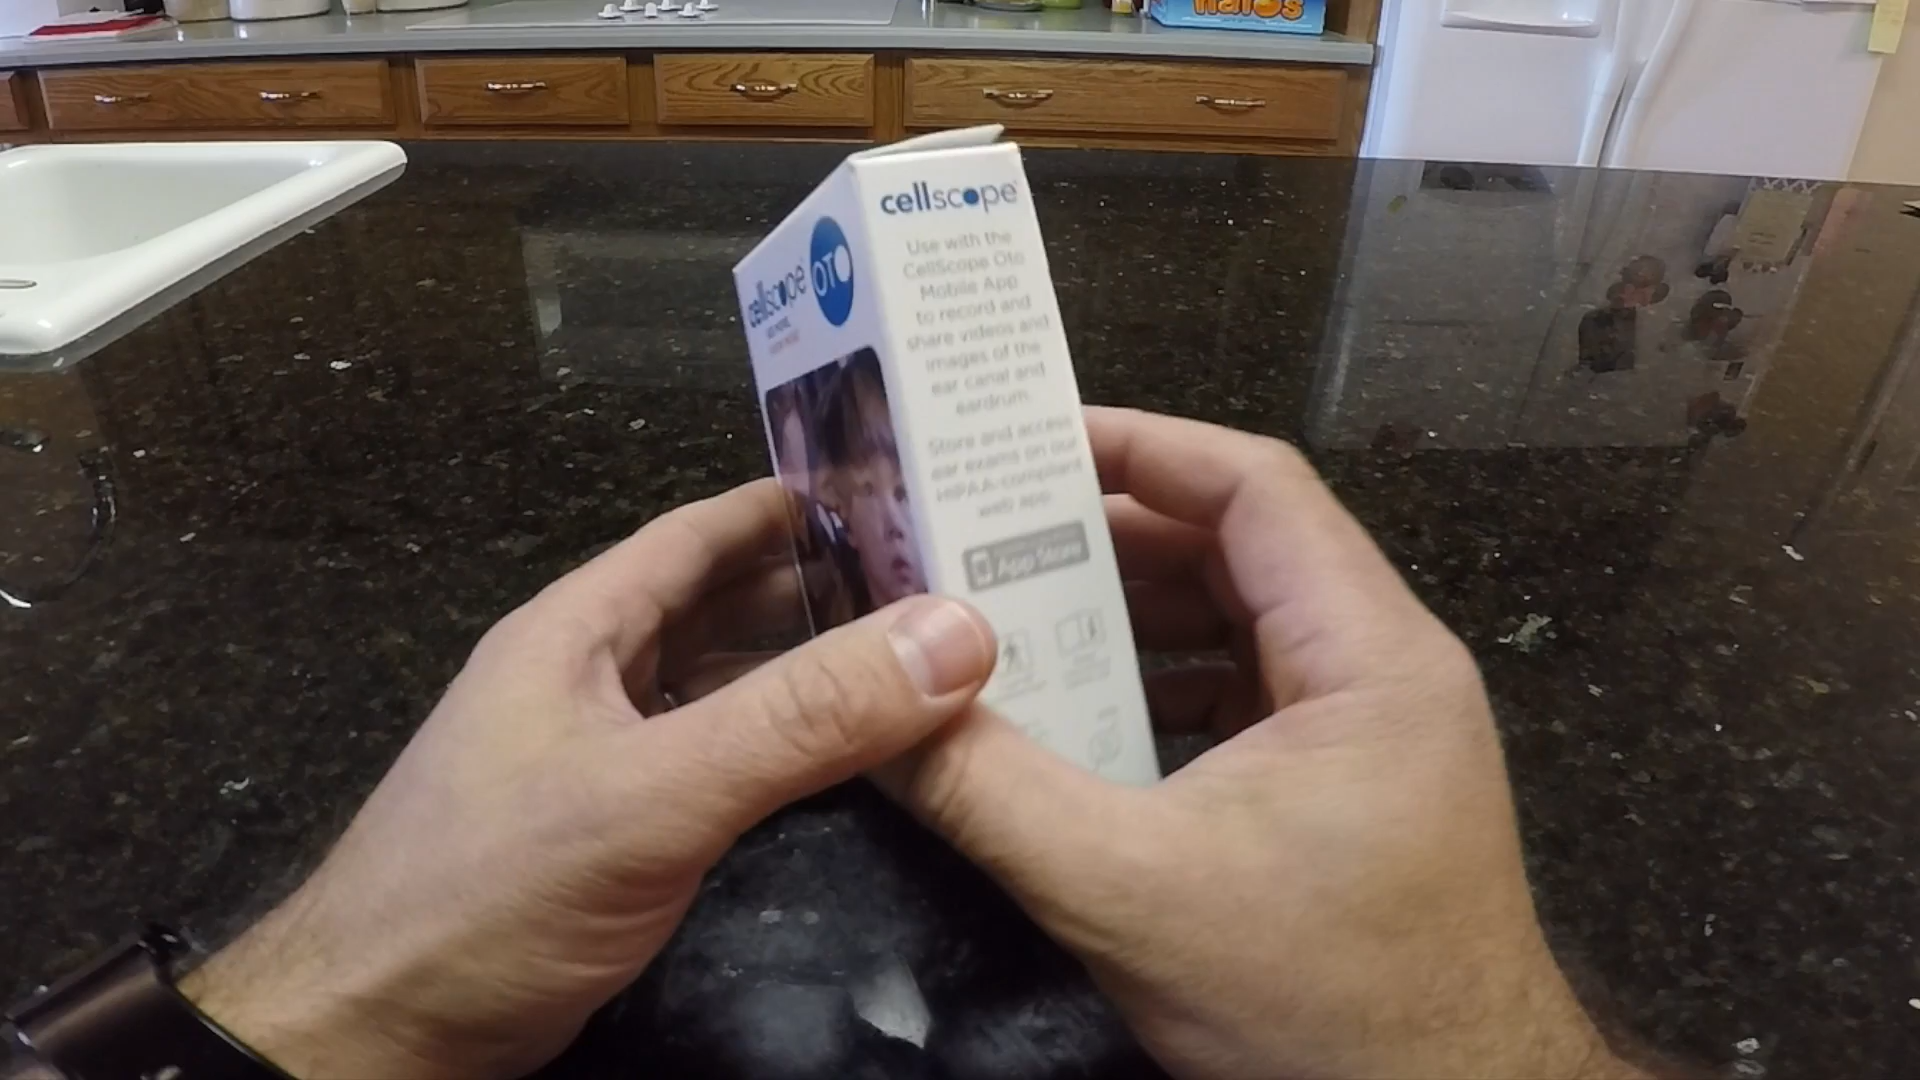 Halos
cellscope
OTO
cellscope
Use with the
CellScope Oto
Mobile App
to record and
share videos and
images of the
ear canal and
eardrum.
Store and access
ear exams on our
HIPAA-compliant
web app.
App Store